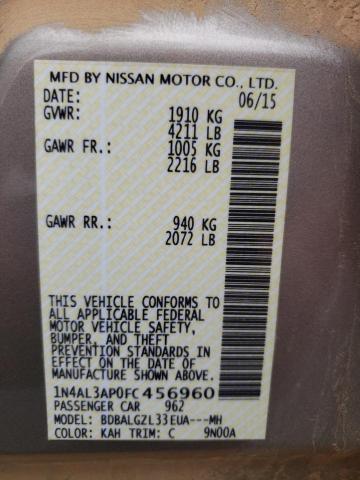 MFD BY NISSAN MOTOR CO., LTD.
DATE: 06/15
GVWR: 1910 KG
4211 LB
GAWR FR.: 1005 KG
2216 LB
GAWR RR.: 940 KG
2072 LB
THIS VEHICLE CONFORMS TO
ALL APPLICABLE FEDERAL
MOTOR VEHICLE SAFETY,
BUMPER, AND THEFT
PREVENTION STANDARDS IN
EFFECT ON THE DATE OF
MANUFACTURE SHOWN ABOVE.
1N4AL3AP0FC456960
PASSENGER CAR 962
MODEL: BDBALGZL33EUA---MH
COLOR: KAH TRIM: C 9N00A